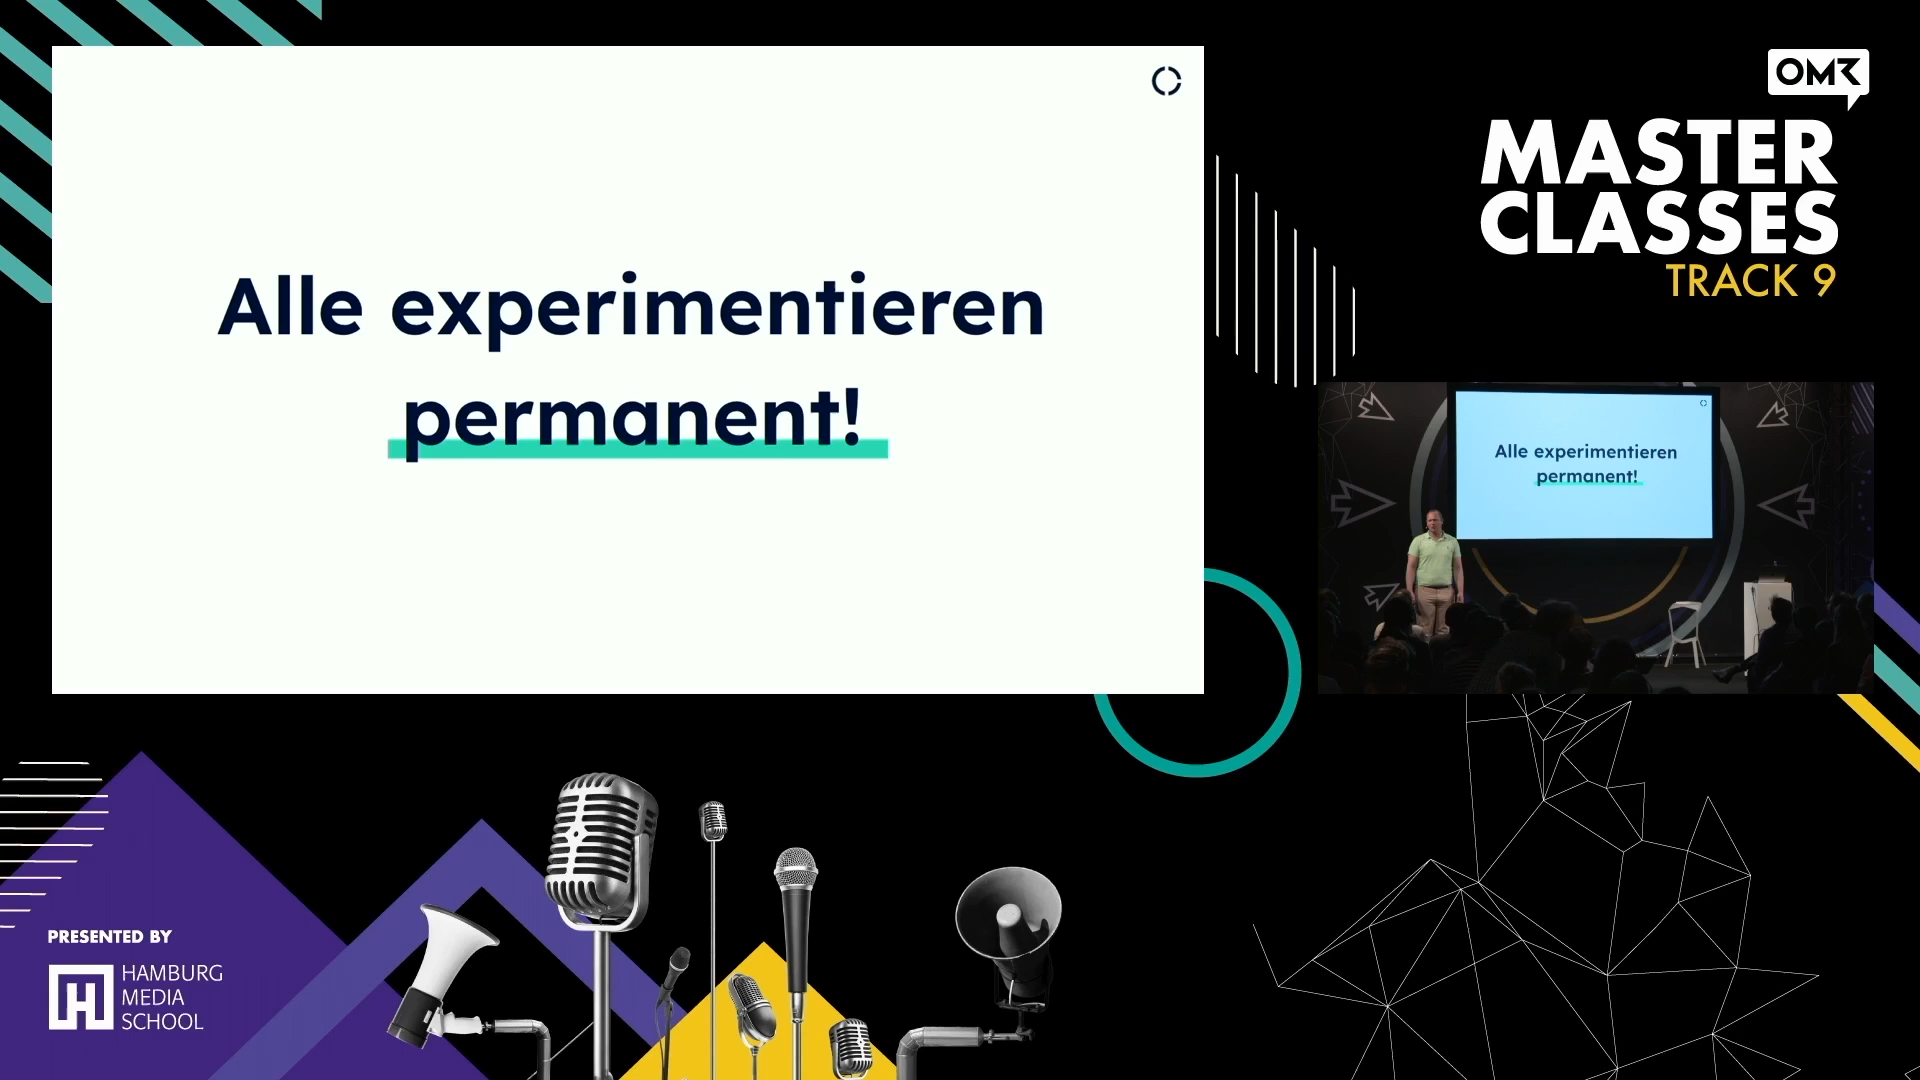 Alle experimentieren
permanent!
OMR
MASTER
CLASSES
TRACK 9
Alle experimentieren
permanent!
PRESENTED BY
H
HAMBURG
MEDIA
SCHOOL